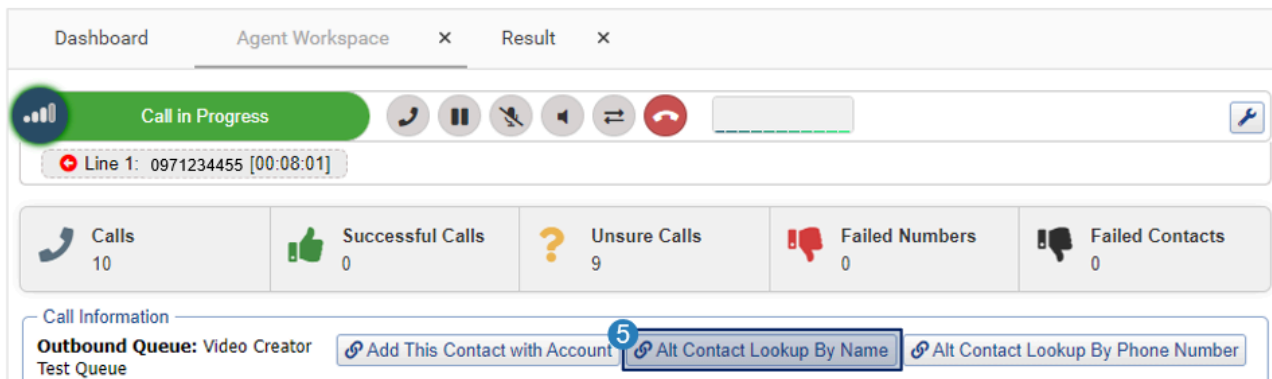 Dashboard Agent Workspace × Result ×
Call in Progress
Line 1: 0971234455 [00:08:01]
Calls Successful Calls Unsure Calls Failed Numbers Failed Contacts
10 0 9 0 0
Call Information
5
Outbound Queue: Video Creator Add This Contact with Account Alt Contact Lookup By Name Alt Contact Lookup By Phone Number
Test Queue